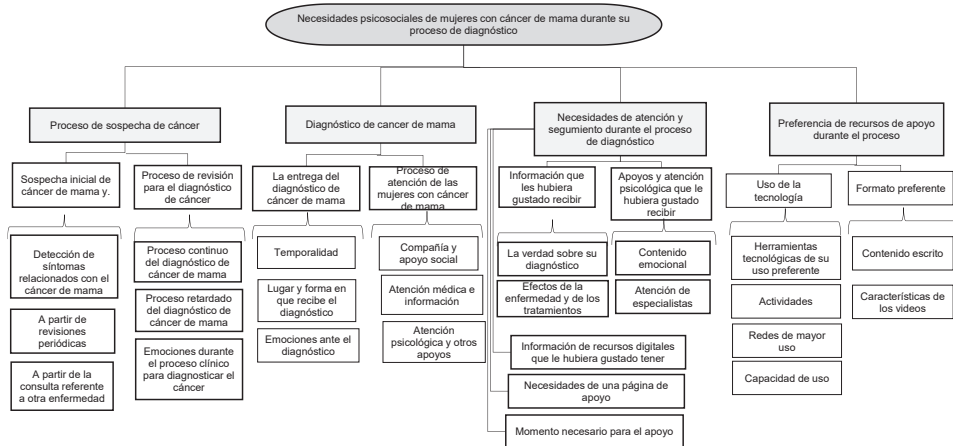 Necesidades psicosociales de mujeres con cáncer de mama durante su
proceso de diagnóstico
Proceso de sospecha de cáncer
Diagnóstico de cancer de mama
Necesidades de atención y
segumiento durante el proceso
de diagnóstico
Preferencia de recursos de apoyo
durante el proceso
Sospecha inicial de
cáncer de mama y.
Proceso de revisión
para el diagnóstico
de cáncer
La entrega del
diagnóstico de
cáncer de mama
Proceso de
atención de las
mujeres con cáncer
de mama
Información que
les hubiera
gustado recibir
Apoyos y atención
psicológica que le
hubiera gustado
recibir
Uso de la
tecnología
Formato preferente
Detección de
síntomas
relacionados con el
cáncer de mama
A partir de
revisiones
periódicas
A partir de la
consulta referente
a otra enfermedad
Proceso continuo
del diagnóstico de
cáncer de mama
Proceso retardado
del diagnóstico de
cáncer de mama
Emociones durante
el proceso clínico
para diagnosticar el
cáncer
Temporalidad
Lugar y forma en
que recibe el
diagnóstico
Emociones ante el
diagnóstico
Compañía y
apoyo social
Atención médica e
información
Atención
psicológica y otros
apoyos
La verdad sobre su
diagnóstico
Efectos de la
enfermedad y de los
tratamientos
Contenido
emocional
Atención de
especialistas
Información de recursos digitales
que le hubiera gustado tener
Necesidades de una página de
apoyo
Momento necesario para el apoyo
Herramientas
tecnológicas de su
uso preferente
Actividades
Redes de mayor
uso
Capacidad de uso
Contenido escrito
Características de
los videos